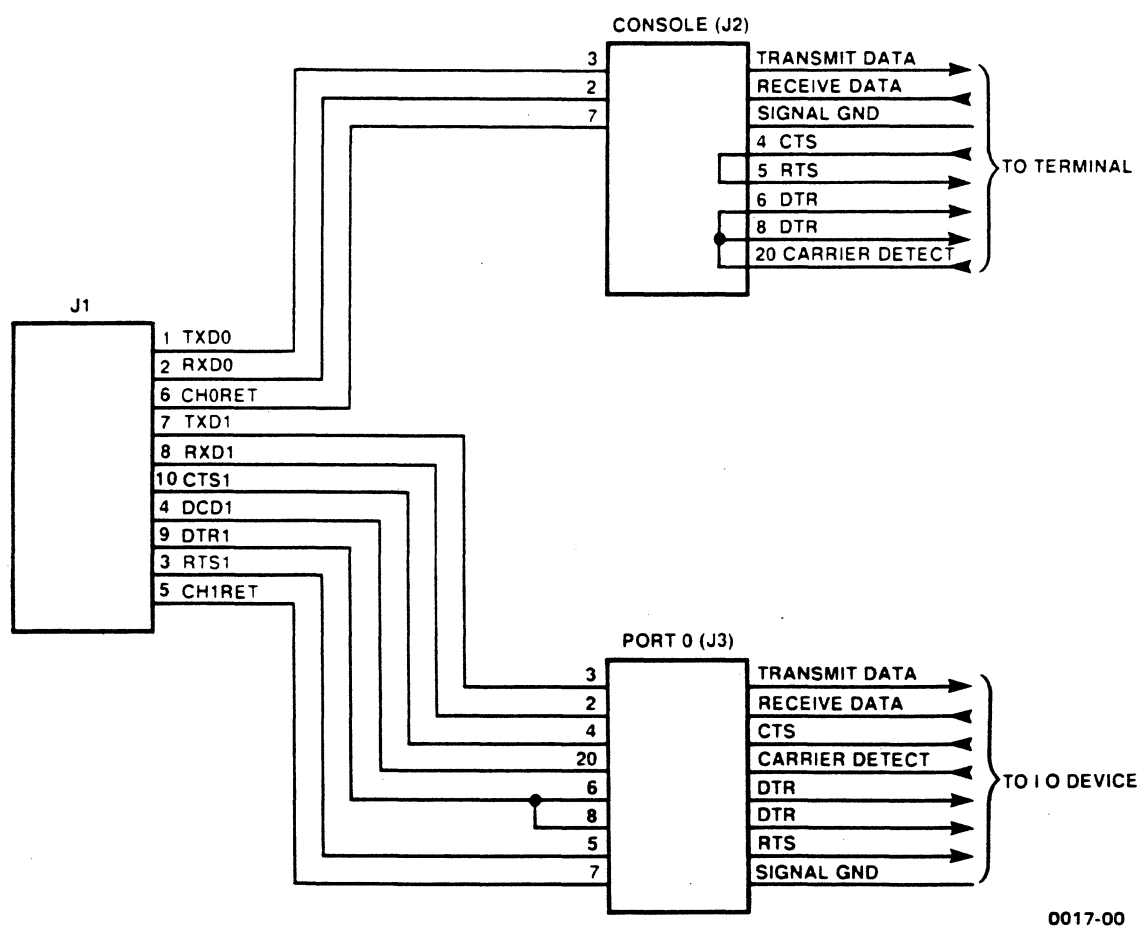 CONSOLE (J2)
3 TRANSMIT DATA
2 RECEIVE DATA
7 SIGNAL GND
4 CTS
5 RTS
6 DTR
8 DTR
20 CARRIER DETECT
TO TERMINAL
J1
1 TXD0
2 RXD0
6 CH0RET
7 TXD1
8 RXD1
10 CTS1
4 DCD1
9 DTR1
3 RTS1
5 CH1RET
PORT 0 (J3)
3 TRANSMIT DATA
2 RECEIVE DATA
4 CTS
20 CARRIER DETECT
6 DTR
8 DTR
5 RTS
7 SIGNAL GND
TO I O DEVICE
0017-00